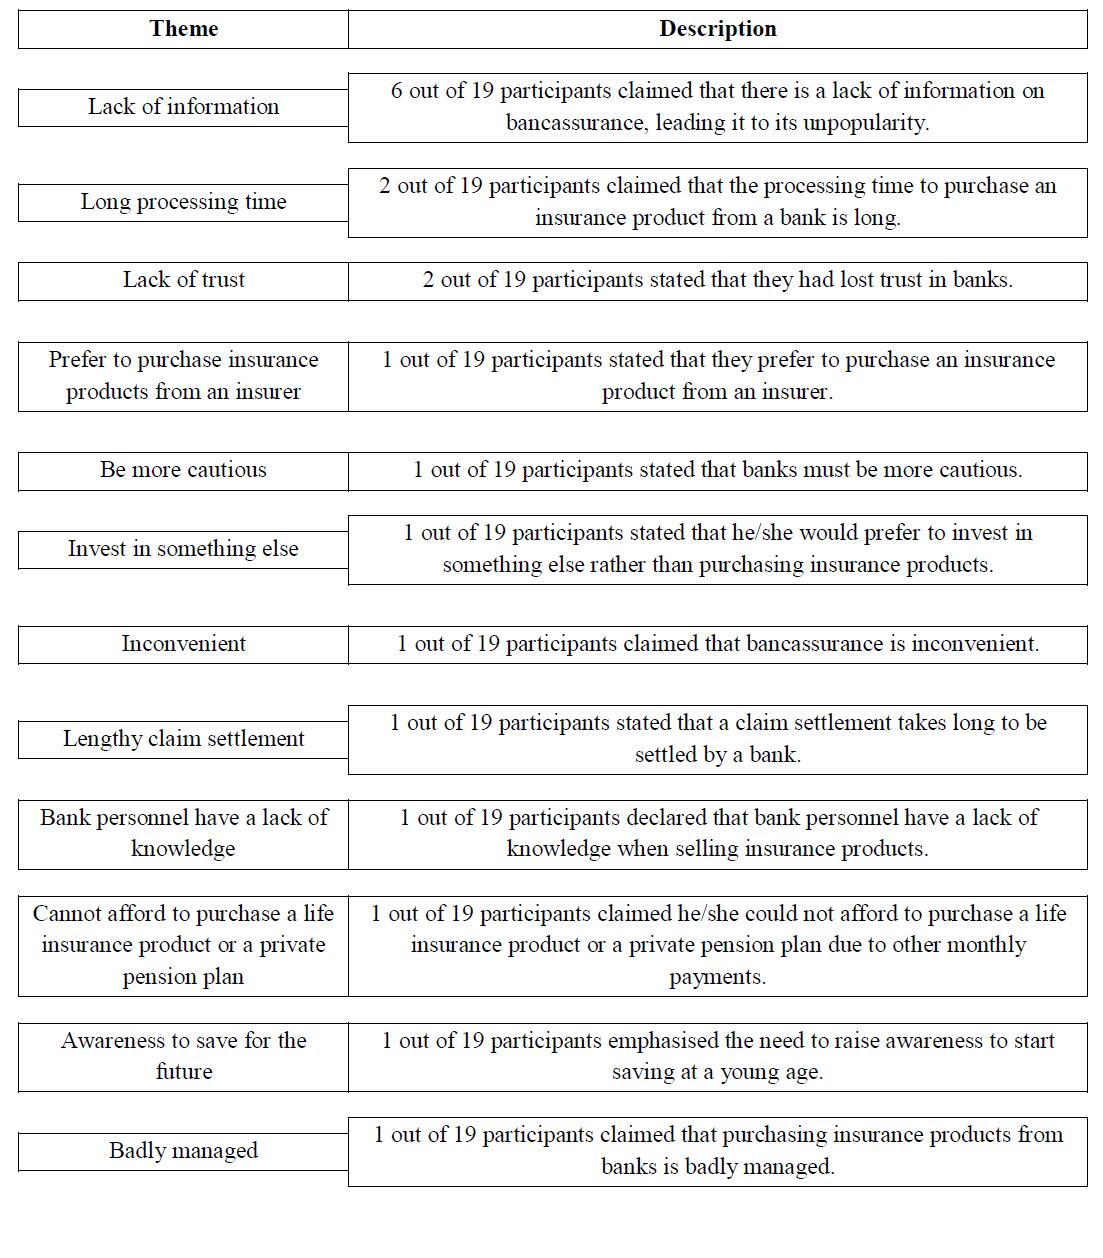 Theme
Description
Lack of information
6 out of 19 participants claimed that there is a lack of information on
bancassurance, leading it to its unpopularity.
Long processing time
2 out of 19 participants claimed that the processing time to purchase an
insurance product from a bank is long.
Lack of trust
2 out of 19 participants stated that they had lost trust in banks.
Prefer to purchase insurance
products from an insurer
1 out of 19 participants stated that they prefer to purchase an insurance
product from an insurer.
Be more cautious
1 out of 19 participants stated that banks must be more cautious.
Invest in something else
1 out of 19 participants stated that he/she would prefer to invest in
something else rather than purchasing insurance products.
Inconvenient
1 out of 19 participants claimed that bancassurance is inconvenient.
Lengthy claim settlement
1 out of 19 participants stated that a claim settlement takes long to be
settled by a bank.
Bank personnel have a lack of
knowledge
1 out of 19 participants declared that bank personnel have a lack of
knowledge when selling insurance products.
Cannot afford to purchase a life
insurance product or a private
pension plan
1 out of 19 participants claimed he/she could not afford to purchase a life
insurance product or a private pension plan due to other monthly
payments.
Awareness to save for the
future
1 out of 19 participants emphasised the need to raise awareness to start
saving at a young age.
Badly managed
1 out of 19 participants claimed that purchasing insurance products from
banks is badly managed.